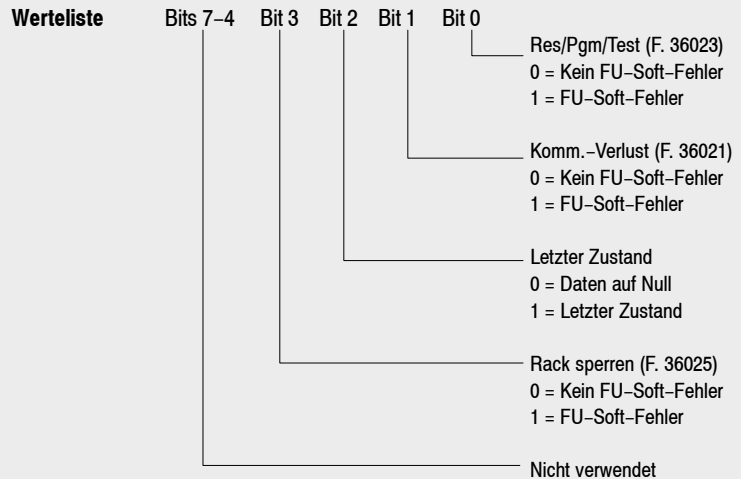 Werteliste Bits 7–4 Bit 3 Bit 2 Bit 1 Bit 0
Res/Pgm/Test (F. 36023)
0 = Kein FU–Soft–Fehler
1 = FU–Soft–Fehler
Komm.–Verlust (F. 36021)
0 = Kein FU–Soft–Fehler
1 = FU–Soft–Fehler
Letzter Zustand
0 = Daten auf Null
1 = Letzter Zustand
Rack sperren (F. 36025)
0 = Kein FU–Soft–Fehler
1 = FU–Soft–Fehler
Nicht verwendet